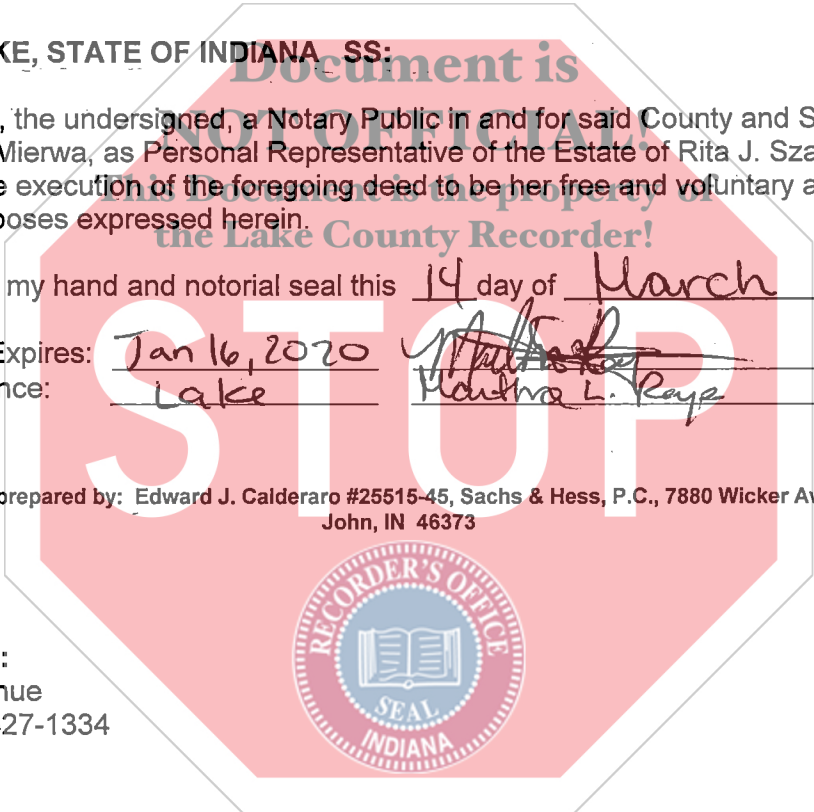 KE, STATE OF INDIANA SS:
Document is
, the undersigned, a Notary Public in and for said County and S
NOT OFFICIAL!
Mierwa, as Personal Representative of the Estate of Rita J. Sza
e execution of the foregoing deed to be her free and voluntary a
This Document is the property of
poses expressed herein.
the Lake County Recorder!
my hand and notorial seal this 14 day of March
STOP
Expires: Jan 16, 2020
nce: Lake Martha L. Raye
prepared by: Edward J. Calderaro #25515-45, Sachs & Hess, P.C., 7880 Wicker Av
John, IN 46373
RECORDER'S OFFICE
SEAL
INDIANA
:
nue
27-1334